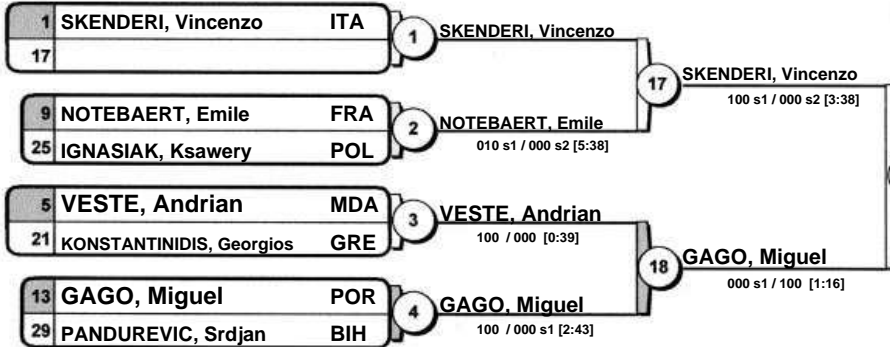 1 SKENDERI, Vincenzo ITA
17
1
SKENDERI, Vincenzo
9 NOTEBAERT, Emile FRA
25 IGNASIAK, Ksawery POL
2
NOTEBAERT, Emile
010 s1 / 000 s2 [5:38]
17
SKENDERI, Vincenzo
100 s1 / 000 s2 [3:38]
5 VESTE, Andrian MDA
21 KONSTANTINIDIS, Georgios GRE
3
VESTE, Andrian
100 / 000 [0:39]
13 GAGO, Miguel POR
29 PANDUREVIC, Srdjan BIH
4
GAGO, Miguel
100 / 000 s1 [2:43]
18
GAGO, Miguel
000 s1 / 100 [1:16]